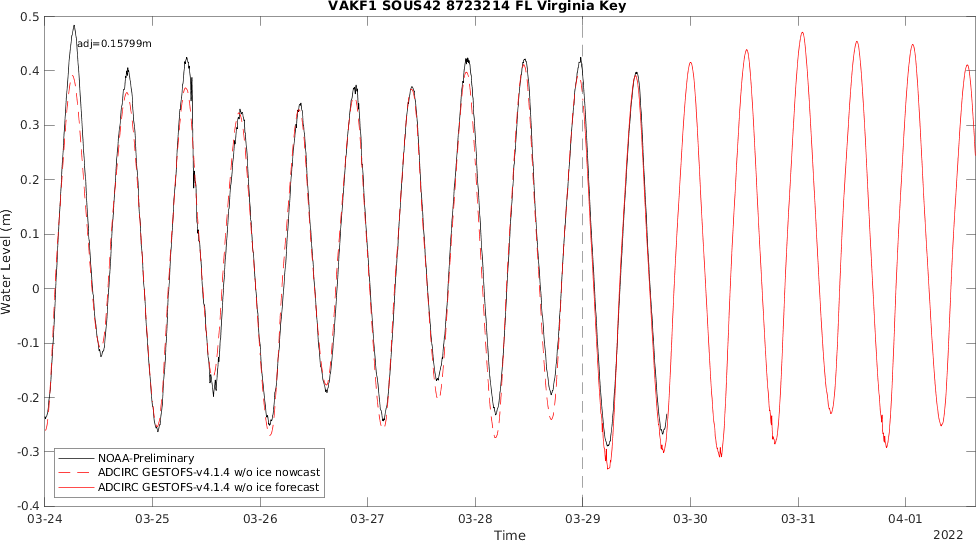 VAKF1 SOUS42 8723214 FL Virginia Key
adj=0.15799m
Water Level (m)
0.5
0.4
0.3
0.2
0.1
0
-0.1
-0.2
-0.3
-0.4
NOAA-Preliminary
ADCIRC GESTOFS-v4.1.4 w/o ice nowcast
ADCIRC GESTOFS-v4.1.4 w/o ice forecast
03-24 03-25 03-26 03-27 03-28 03-29 03-30 03-31 04-01
Time
2022